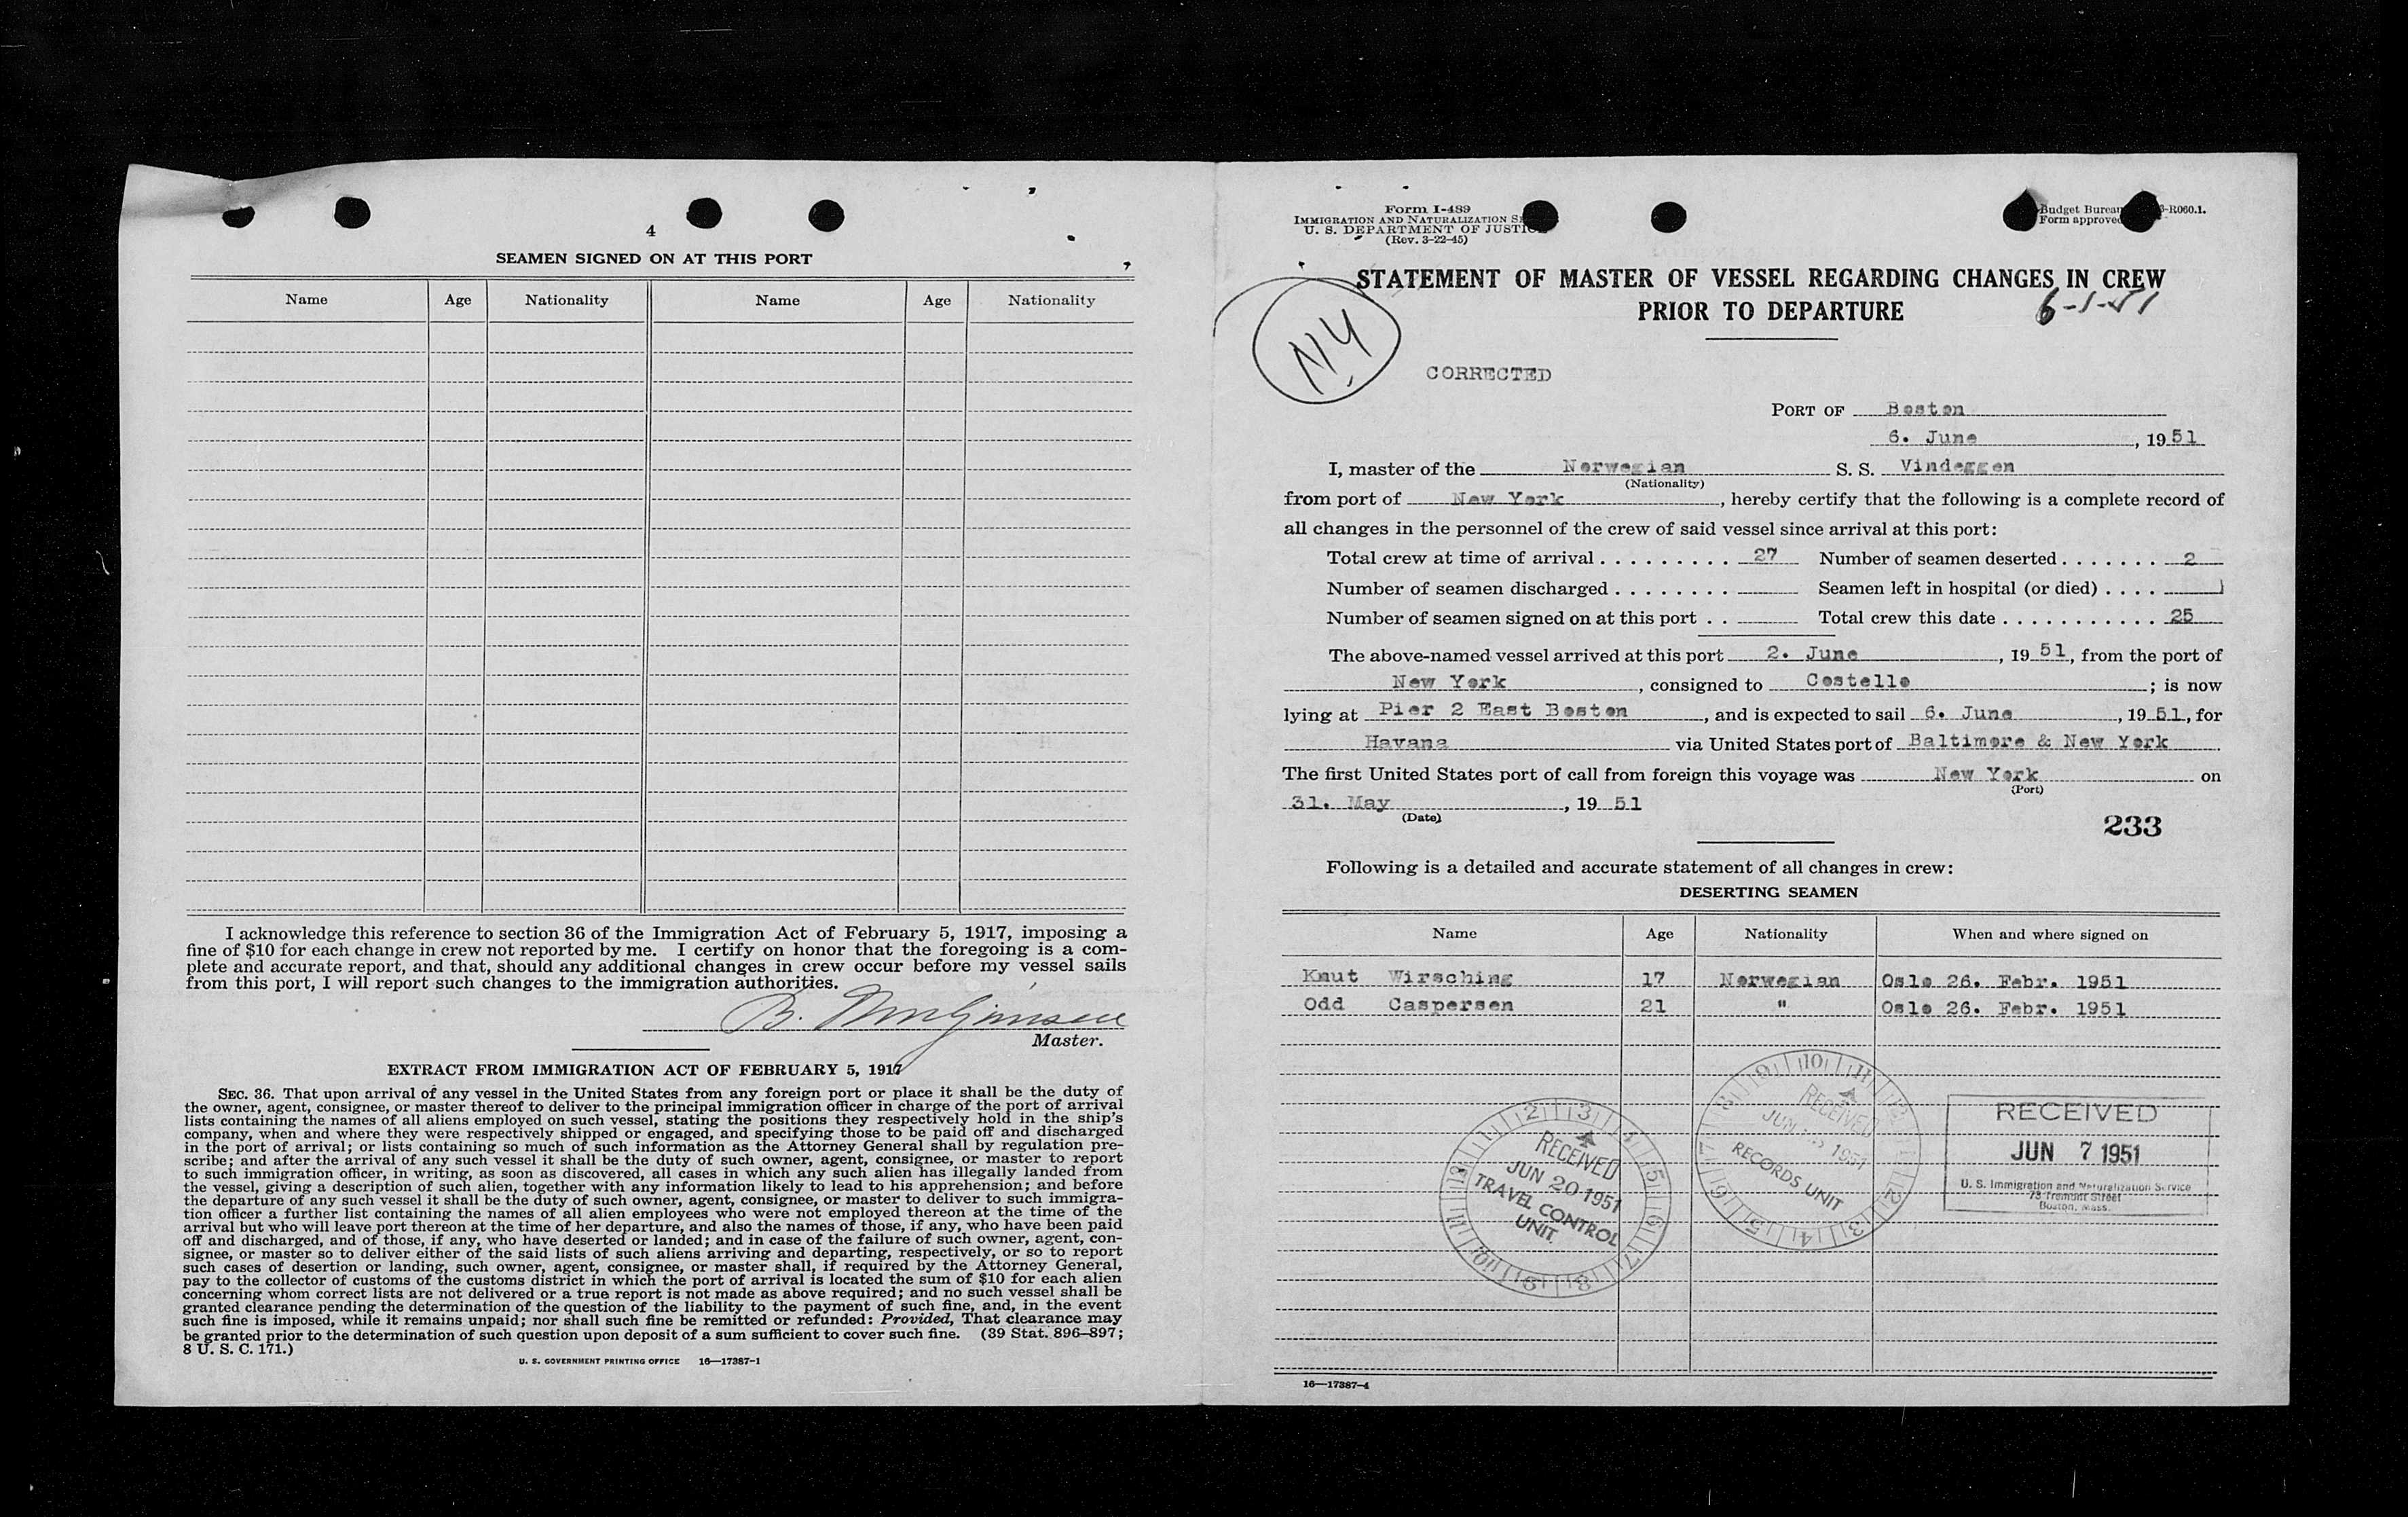 4
SEAMEN SIGNED ON AT THIS PORT
Name Age Nationality Name Age Nationality
I acknowledge this reference to section 36 of the Immigration Act of February 5, 1917, imposing a
fine of $10 for each change in crew not reported by me. I certify on honor that the foregoing is a com-
plete and accurate report, and that, should any additional changes in crew occur before my vessel sails
from this port, I will report such changes to the immigration authorities.
B.
Master.
EXTRACT FROM IMMIGRATION ACT OF FEBRUARY 5, 1917
SEC. 36. That upon arrival of any vessel in the United States from any foreign port or place it shall be the duty of
the owner, agent, consignee, or master thereof to deliver to the principal immigration officer in charge of the port of arrival
lists containing the names of all aliens employed on such vessel, stating the positions they respectively hold in the ship's
company, when and where they were respectively shipped or engaged, and specifying those to be paid off and discharged
in the port of arrival; or lists containing so much of such information as the Attorney General shall by regulation pre-
scribe; and after the arrival of any such vessel it shall be the duty of such owner, agent, consignee, or master to report
to such immigration officer, in writing, as soon as discovered, all cases in which any such alien has illegally landed from
the vessel, giving a description of such alien, together with any information likely to lead to his apprehension; and before
the departure of any such vessel it shall be the duty of such owner, agent, consignee, or master to deliver to such immigra-
tion officer a further list containing the names of all alien employees who were not employed thereon at the time of the
arrival but who will leave port thereon at the time of her departure, and also the names of those, if any, who have been paid
off and discharged, and of those, if any, who have deserted or landed; and in case of the failure of such owner, agent, con-
signee, or master so to deliver either of the said lists of such aliens arriving and departing, respectively, or so to report
such cases of desertion or landing, such owner, agent, consignee, or master shall, if required by the Attorney General,
pay to the collector of customs of the customs district in which the port of arrival is located the sum of $10 for each alien
concerning whom correct lists are not delivered or a true report is not made as above required; and no such vessel shall be
granted clearance pending the determination of the question of the liability to the payment of such fine, and, in the event
such fine is imposed, while it remains unpaid; nor shall such fine be remitted or refunded: Provided, That clearance may
be granted prior to the determination of such question upon deposit of a sum sufficient to cover such fine. (39 Stat. 896–897;
8 U. S. C. 171.)
U. S. GOVERNMENT PRINTING OFFICE 16—17387-1
Form I-489
IMMIGRATION AND NATURALIZATION
U. S. DEPARTMENT OF JUSTICE
(Rev. 3-22-45)
Budget Bureau -R060.1.
Form approved
STATEMENT OF MASTER OF VESSEL REGARDING CHANGES IN CREW
PRIOR TO DEPARTURE
6-1-51
NY
CORRECTED
PORT OF Boston
6. June, 1951
I, master of the Norwegian S. S. Vindeggen
(Nationality)
from port of New York, hereby certify that the following is a complete record of
all changes in the personnel of the crew of said vessel since arrival at this port:
Total crew at time of arrival . . . . . . . . . 27 Number of seamen deserted . . . . . . . 2
Number of seamen discharged . . . . . . . . Seamen left in hospital (or died) . . . .
Number of seamen signed on at this port . . Total crew this date . . . . . . . . . . . 25
The above-named vessel arrived at this port 2. June, 1951, from the port of
New York, consigned to Costello; is now
lying at Pier 2 East Boston, and is expected to sail 6. June, 1951, for
Havana via United States port of Baltimore & New York
The first United States port of call from foreign this voyage was New York on
(Port)
31. May, 1951
(Date)
233
Following is a detailed and accurate statement of all changes in crew:
DESERTING SEAMEN
Name Age Nationality When and where signed on
Knut Wirsching 17 Norwegian Oslo 26. Febr. 1951
Odd Caspersen 21 " Oslo 26. Febr. 1951
RECEIVED
JUN 20 1951
TRAVEL CONTROL
UNIT.
RECEIVED
JUN 1951
RECORDS UNIT
RECEIVED
JUN 7 1951
U. S. Immigration and Naturalization Service
73 Tremont Street
Boston, Mass.
16—17387-4